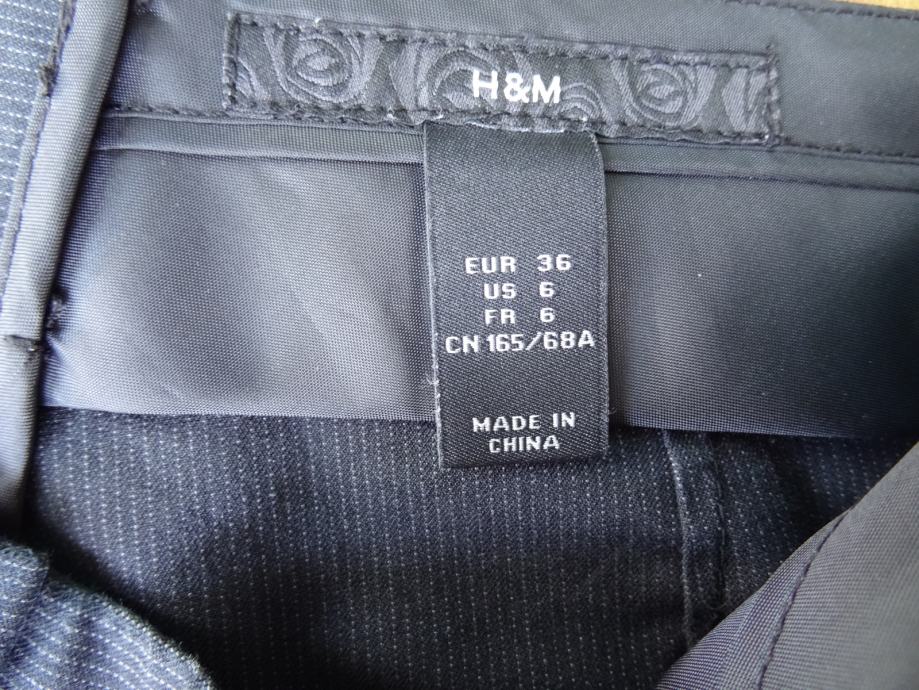 H&M
EUR 36
US 6
FR 6
CN 165/68A
MADE IN
CHINA